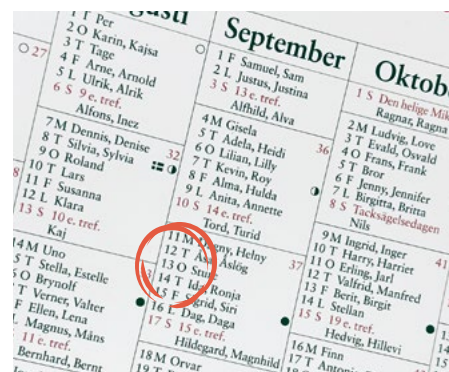 gusti
1 T Per
2 O Karin, Kajsa
3 T Tage
4 F Arne, Arnold
5 L Ulrik, Alrik
6 S 9 e. tref.
Alfons, Inez
7 M Dennis, Denise 32
8 T Silvia, Sylvia
9 O Roland
10 T Lars
11 F Susanna
12 L Klara
13 S 10 e. tref.
Kaj
14 M Uno
15 T Stella, Estelle
O Brynolf
T Verner, Valter
F Ellen, Lena
L Magnus, Måns
11 e. tref.
Bernhard, Bernt
27
September
1 F Samuel, Sam
2 L Justus, Justina
3 S 13 e. tref.
Alfhild, Alva
4 M Gisela 36
5 T Adela, Heidi
6 O Lilian, Lilly
7 T Kevin, Roy
8 F Alma, Hulda
9 L Anita, Annette
10 S 14 e. tref.
Tord, Turid
11 M Dagny, Helny 37
12 T Åsa, Åslög
13 O Sture
14 T Ida, Ronja
15 F Sigrid, Siri
16 L Dag, Daga
17 S 15 e. tref.
Hildegard, Magnhild
18 M Orvar
19 T
Oktob
1 S Den helige Mik
Ragnar, Ragna
2 M Ludvig, Love
3 T Evald, Osvald
4 O Frans, Frank
5 T Bror
6 F Jenny, Jennifer
7 L Birgitta, Britta
8 S Tacksägelsedagen
Nils
9 M Ingrid, Inger 41
10 T Harry, Harriet
11 O Erling, Jarl
12 T Valfrid, Manfred
13 F Berit, Birgit
14 L Stellan
15 S 19 e. tref.
Hedvig, Hillevi
16 M Finn
17 T